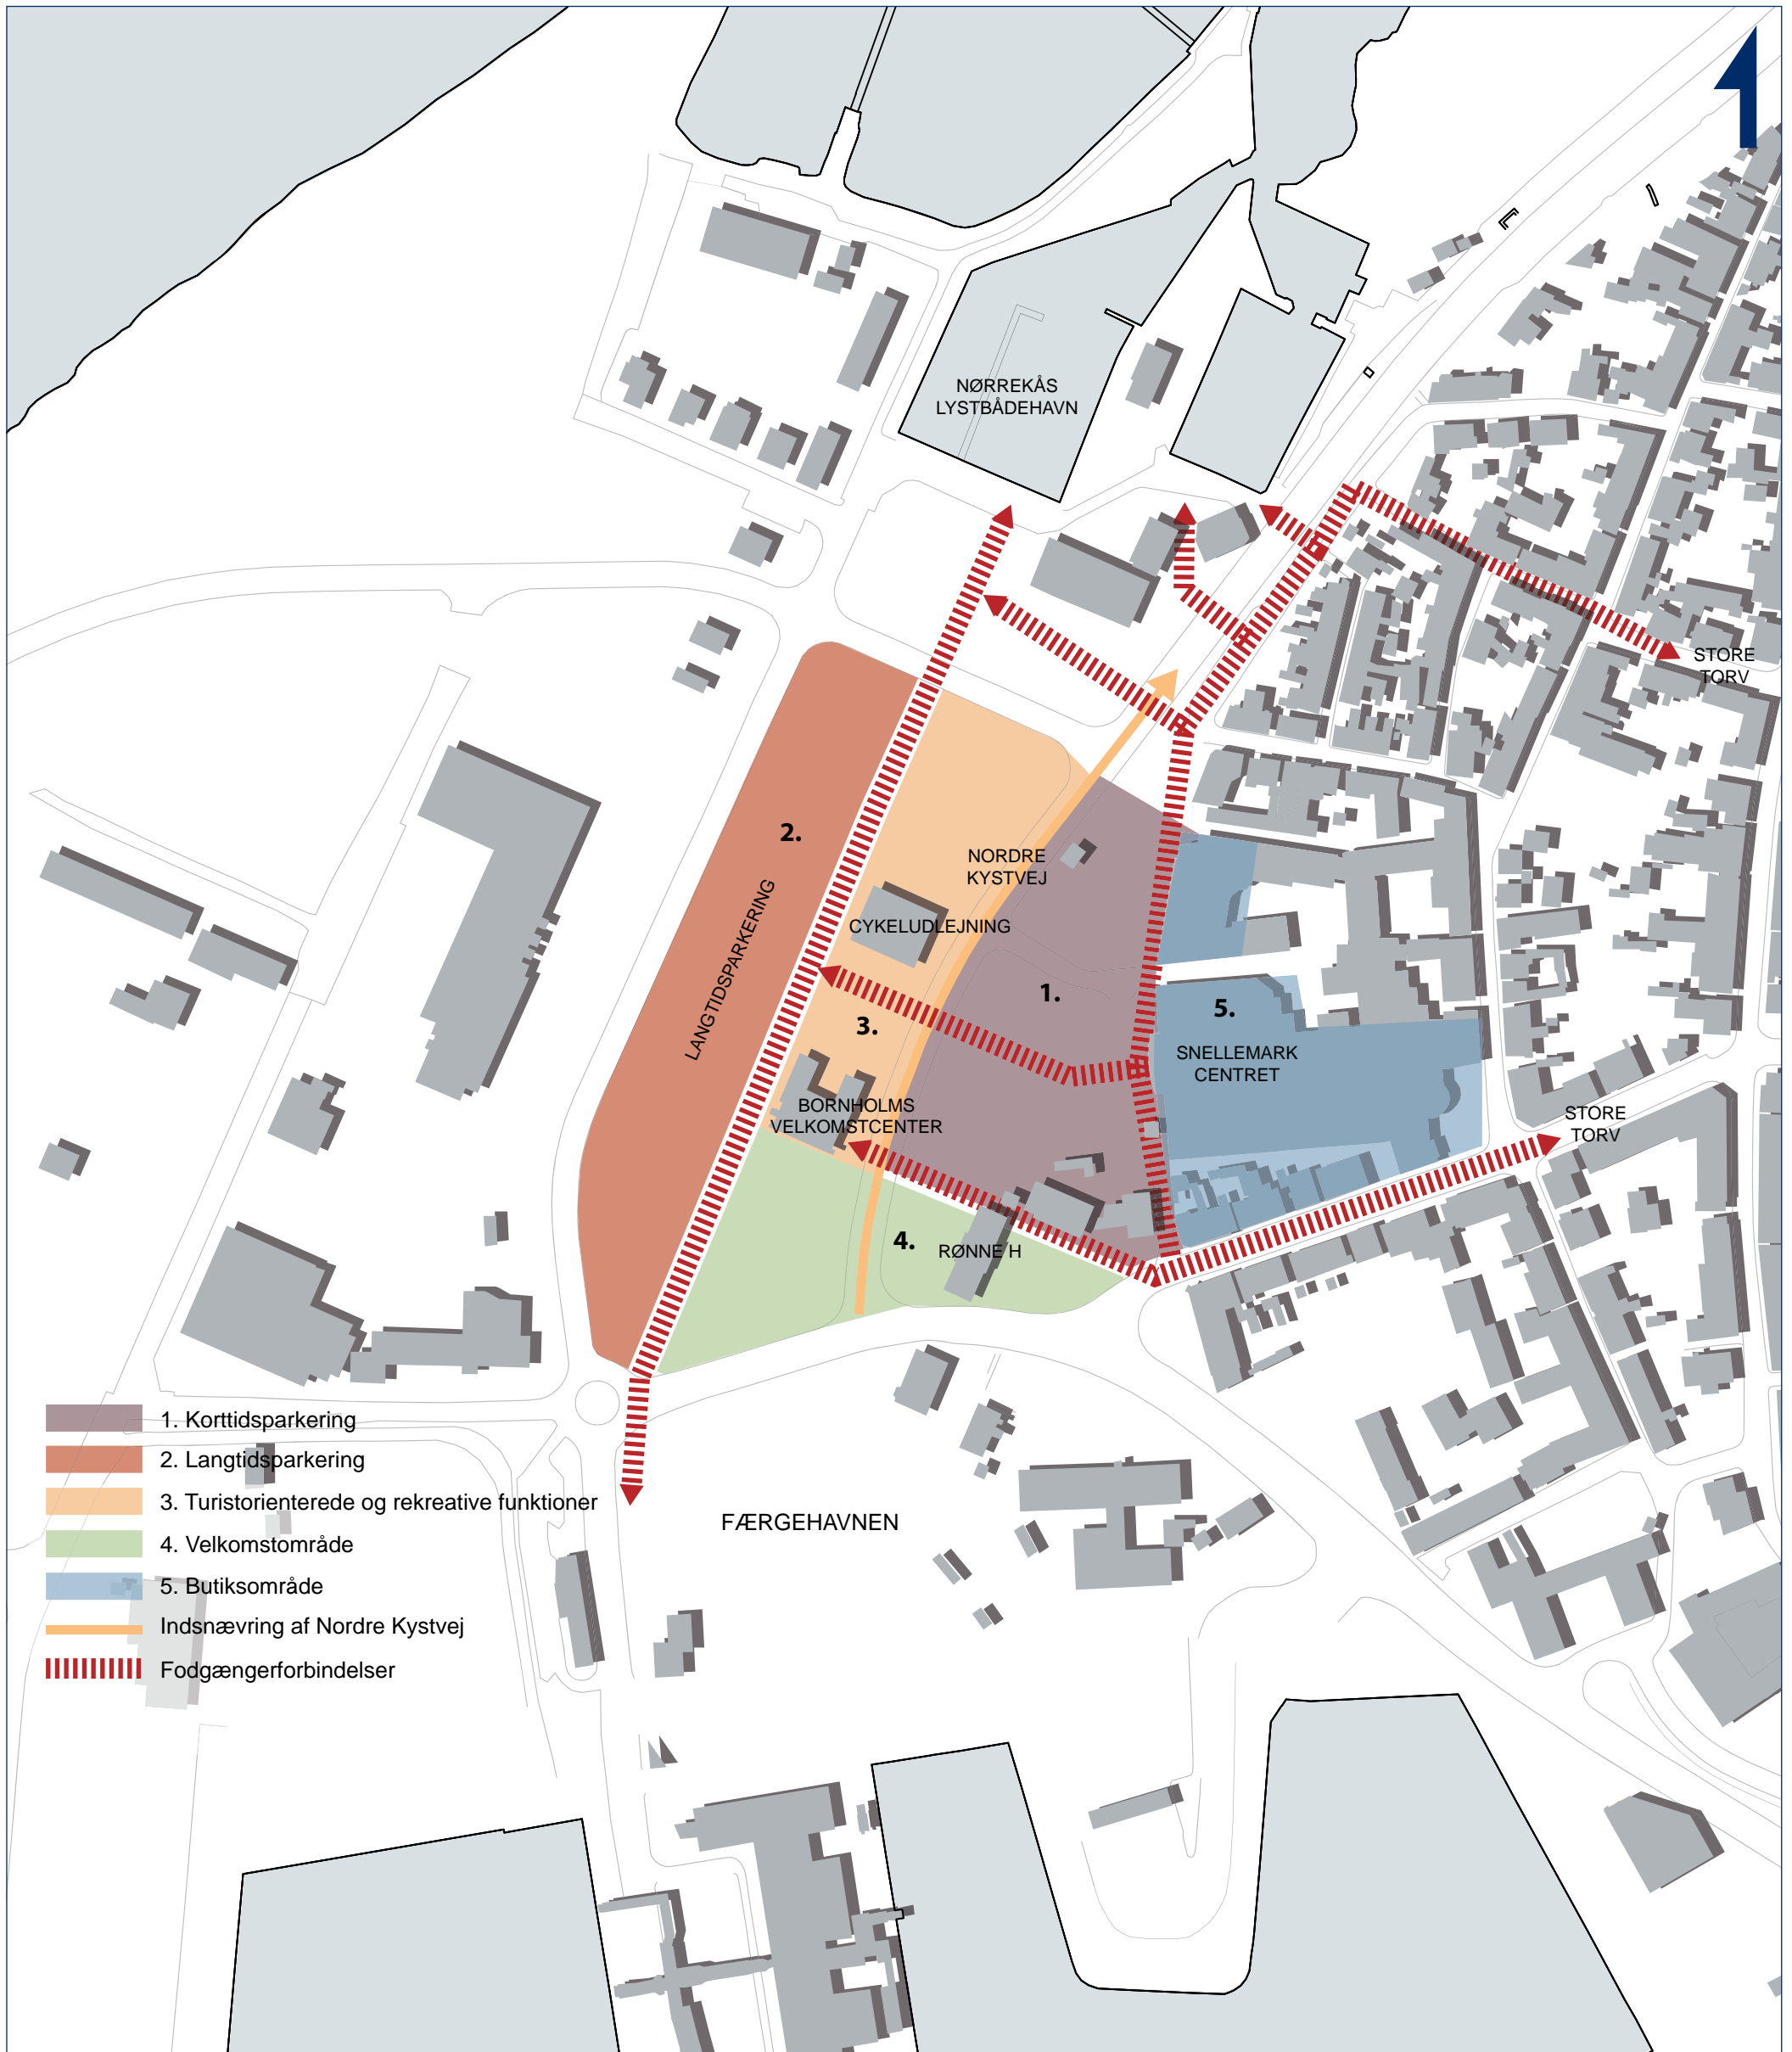 NØRREKÅS
LYSTBÅDEHAVN
STORE
TORV
2.
NORDRE
KYSTVEJ
LANGTIDSPARKERING
CYKELUDLEJNING
1.
3.
5.
SNELLEMARK
CENTRET
BORNHOLMS
VELKOMSTCENTER
STORE
TORV
4.
RØNNE H
1. Korttidsparkering
2. Langtidsparkering
3. Turistorienterede og rekreative funktioner
4. Velkomstområde
5. Butiksområde
Indsnævring af Nordre Kystvej
Fodgængerforbindelser
FÆRGEHAVNEN